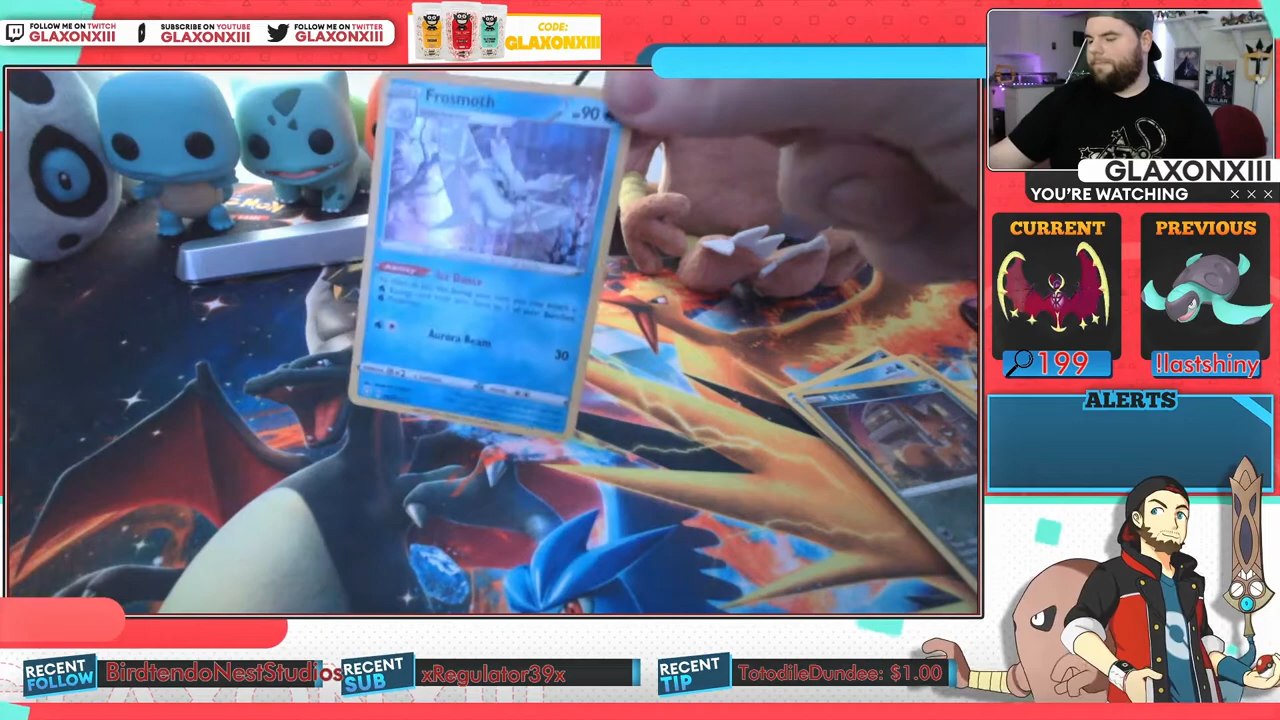 FOLLOW ME ON TWITCH
GLAXONXIII
SUBSCRIBE ON YOUTUBE
GLAXONXIII
FOLLOW ME ON TWITTER
GLAXONXIII
CODE:
GLAXONXIII
GLAXONXIII
YOU'RE WATCHING
CURRENT
PREVIOUS
199
!lastshiny
ALERTS
Frosmoth
90
Ability
Ice Dance
Aurora Beam
30
Nickit
RECENT
FOLLOW
BirdtendoNestStudios
RECENT
SUB
xRegulator39x
RECENT
TIP
TotodileDundee: $1.00